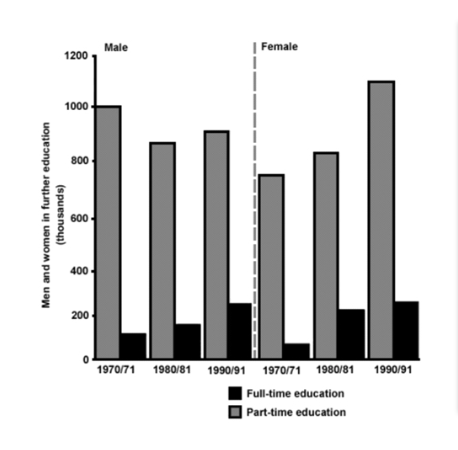 Male
Female
Men and women in further education
(thousands)
1200
1000
800
600
400
200
0
1970/71
1980/81
1990/91
1970/71
1980/81
1990/91
Full-time education
Part-time education